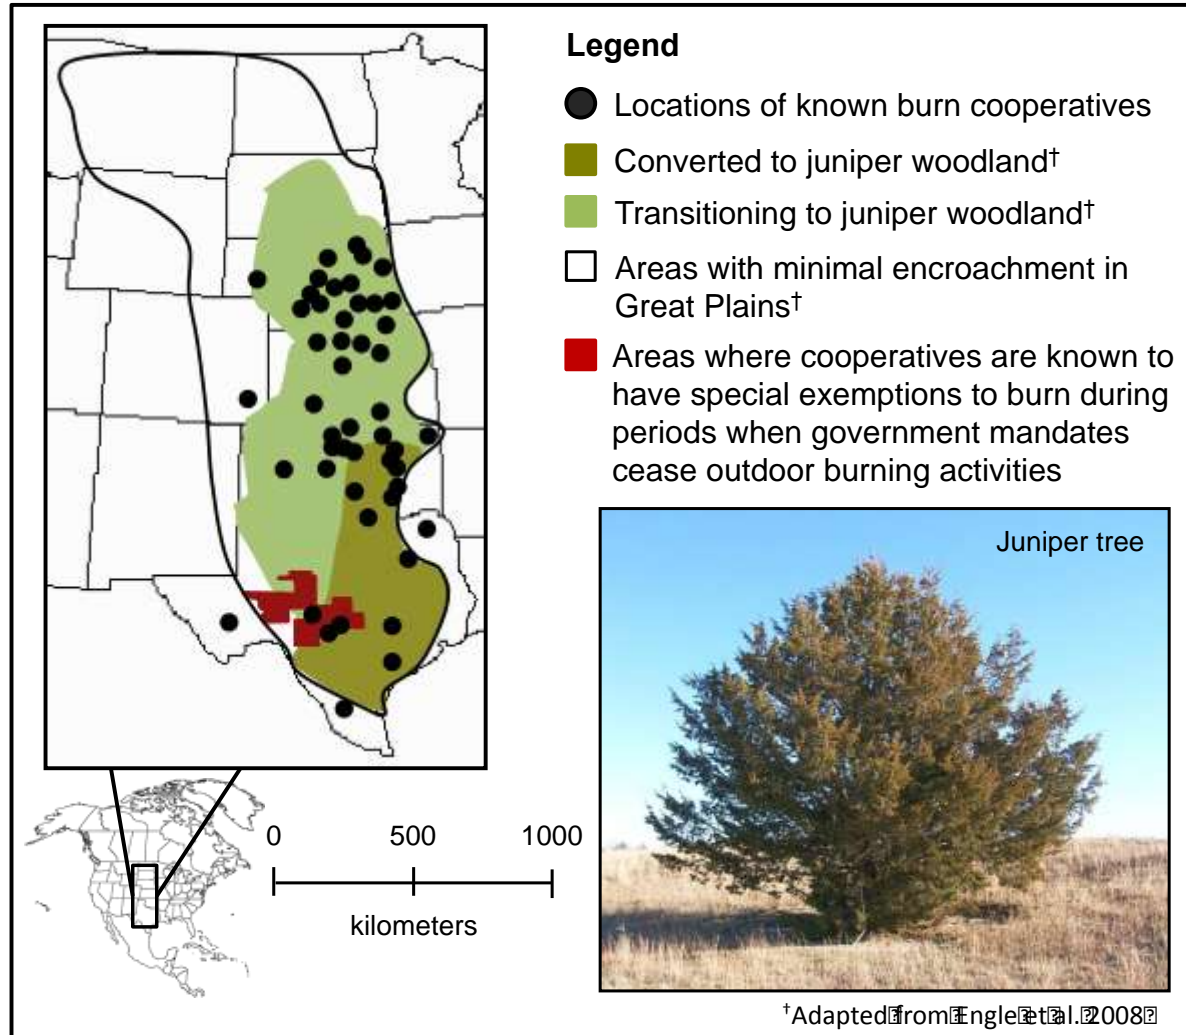 Legend
Locations of known burn cooperatives
Converted to juniper woodland†
Transitioning to juniper woodland†
Areas with minimal encroachment in
Great Plains†
Areas where cooperatives are known to
have special exemptions to burn during
periods when government mandates
cease outdoor burning activities
Juniper tree
0 500 1000
kilometers
†Adapted⍰from⍰Engle⍰et⍰al.⍰2008⍰